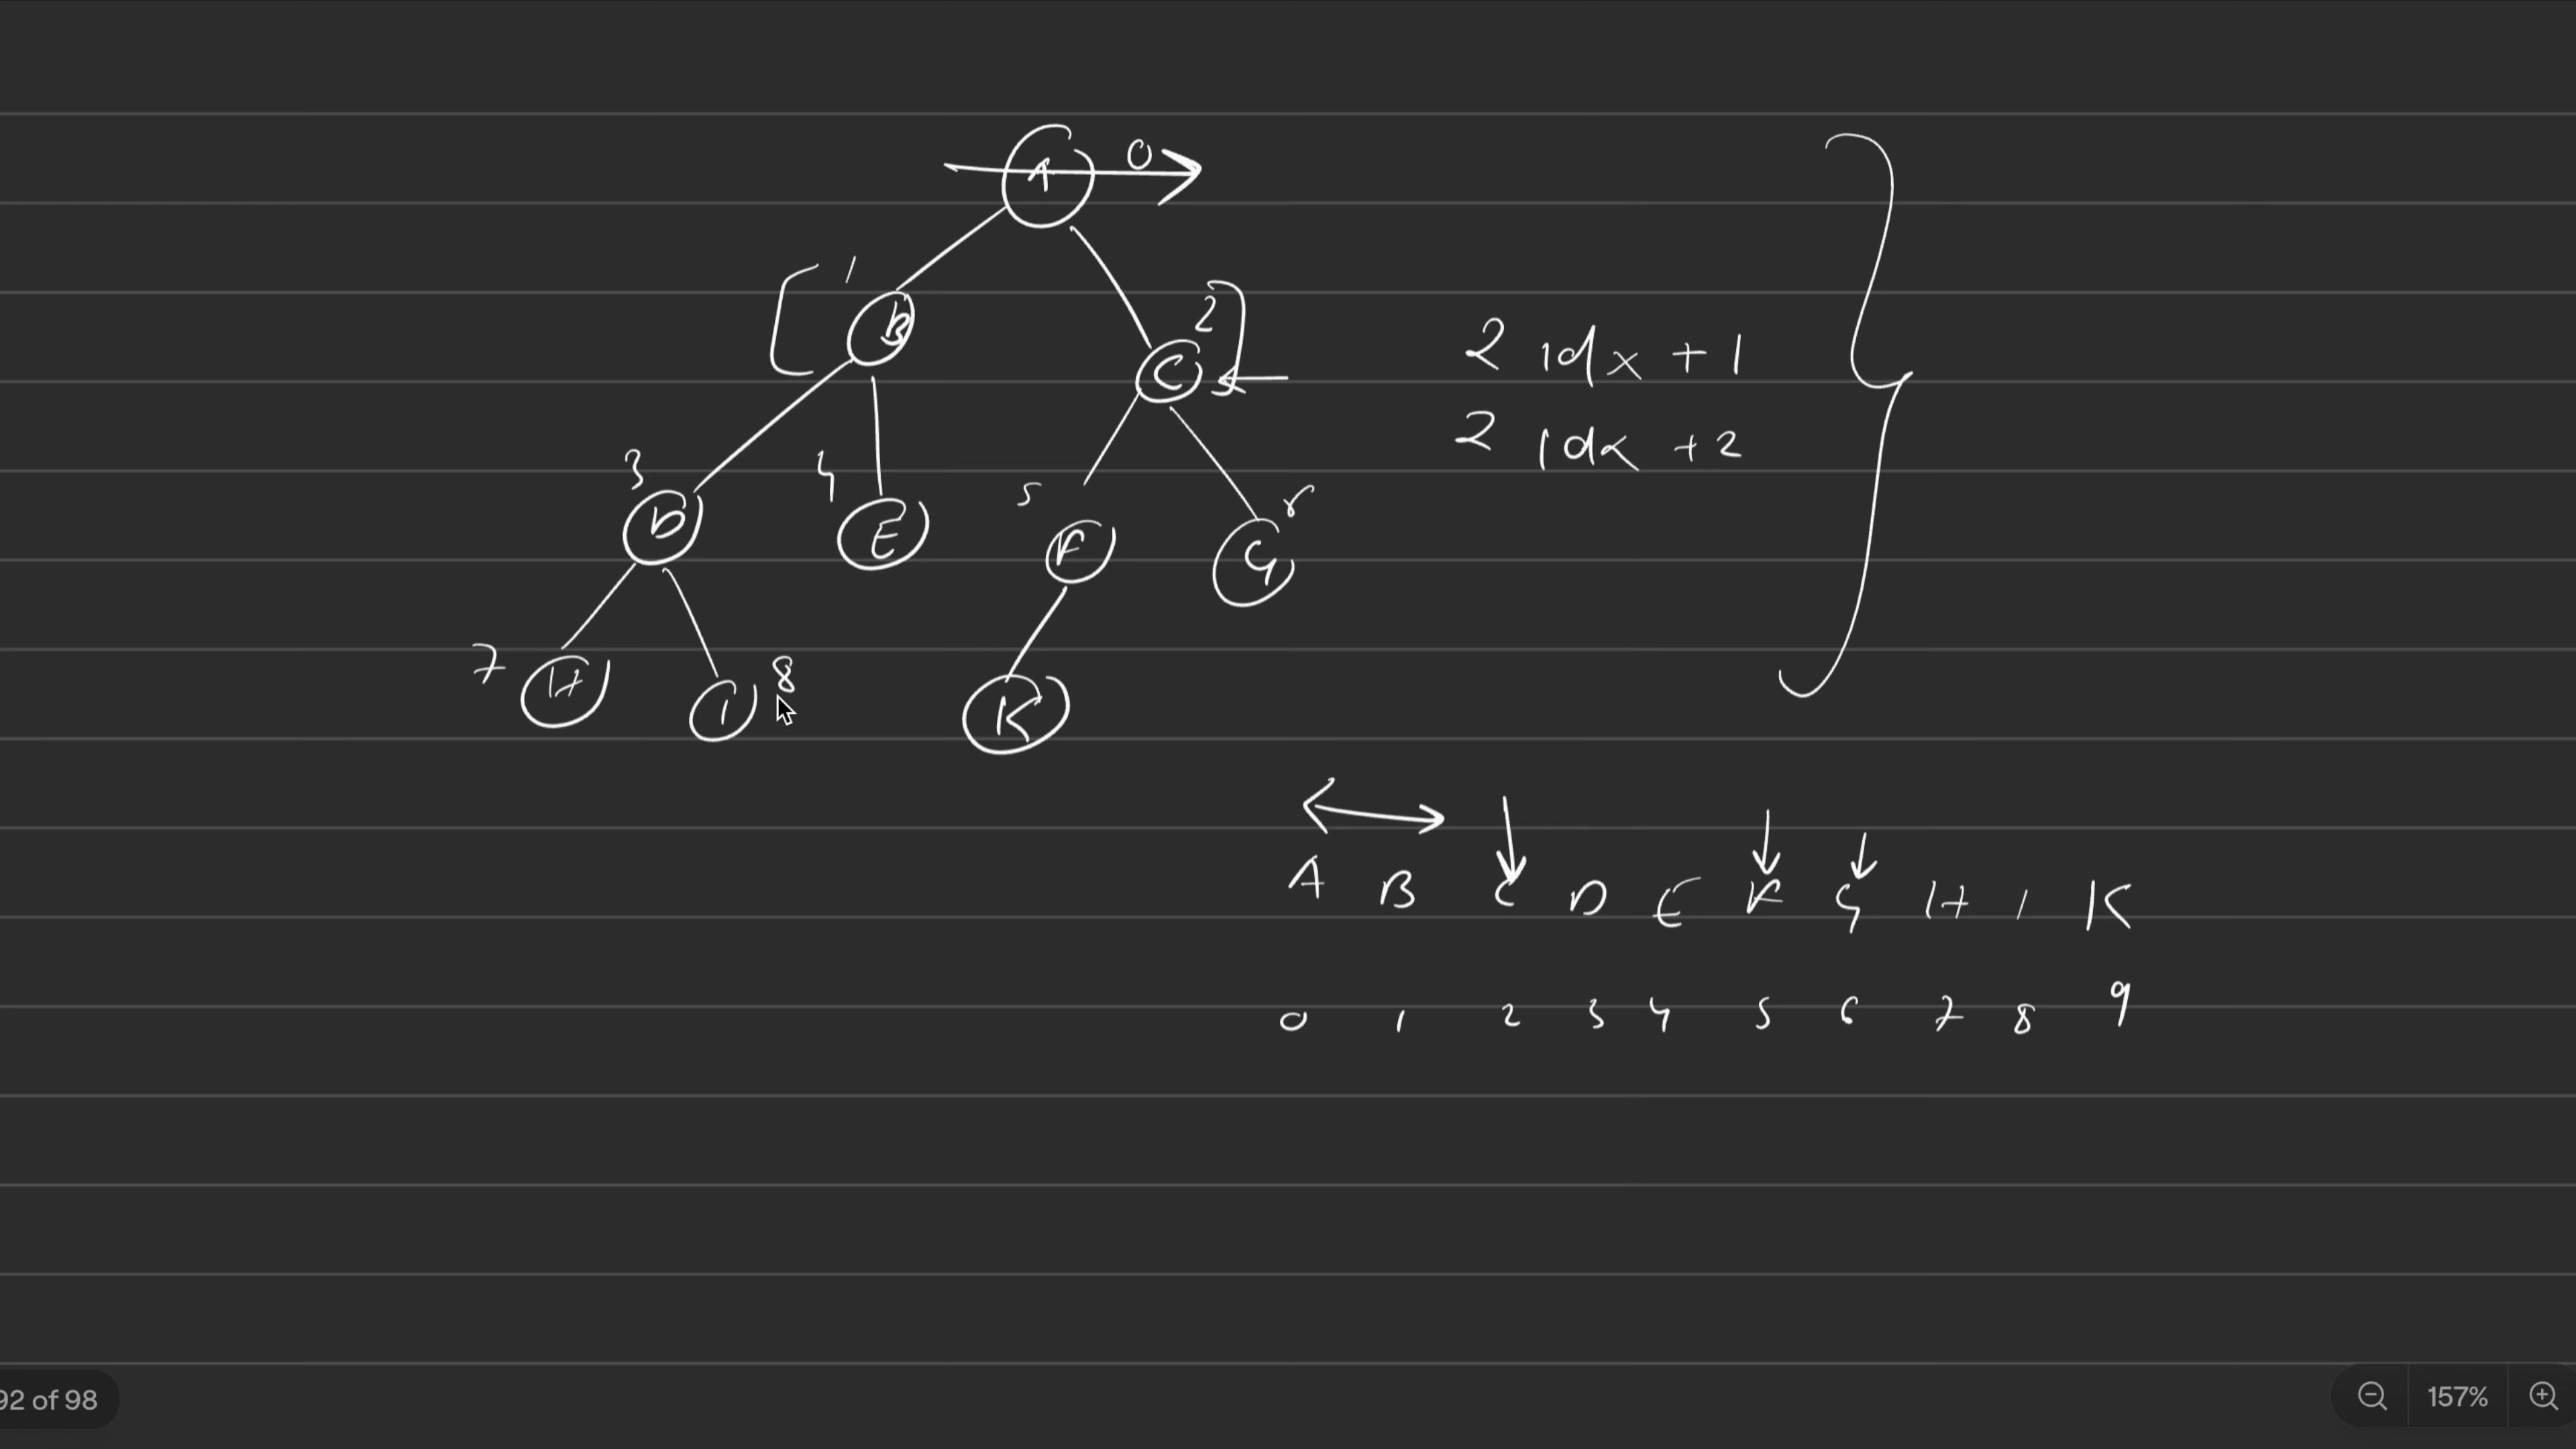 A 0
1 B 2 C
2 idx + 1
2 idx + 2
3 D 4 E 5 F G
7 H I 8 K
A B C D E F G H I K
0 1 2 3 4 5 6 7 8 9
92 of 98
157%